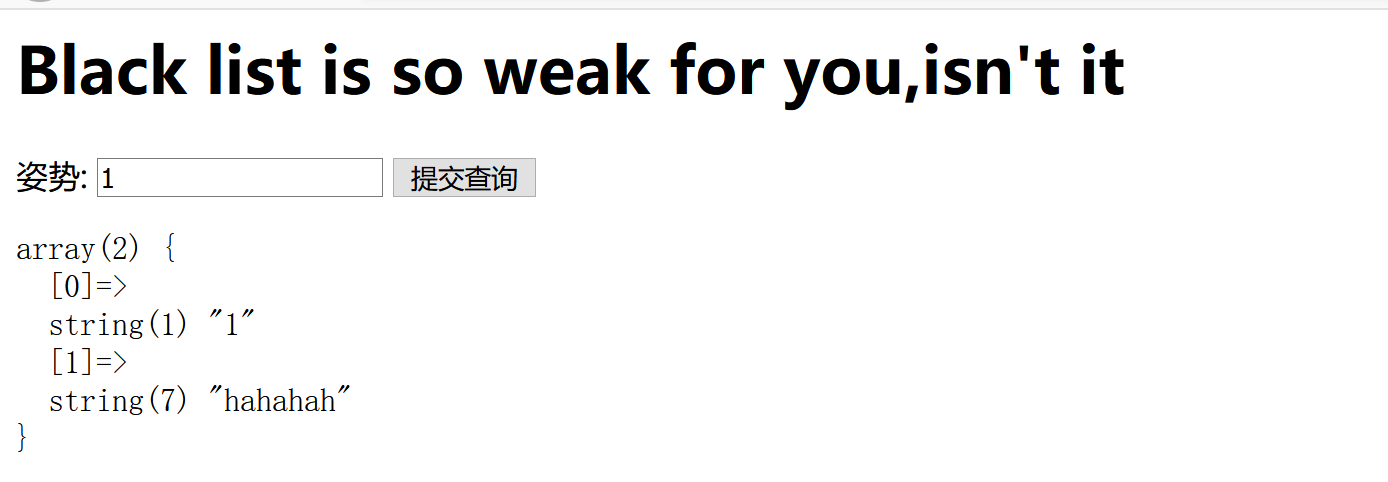 Black list is so weak for you,isn't it
姿势: 1 提交查询
array(2) {
  [0]=>
  string(1) "1"
  [1]=>
  string(7) "hahahah"
}